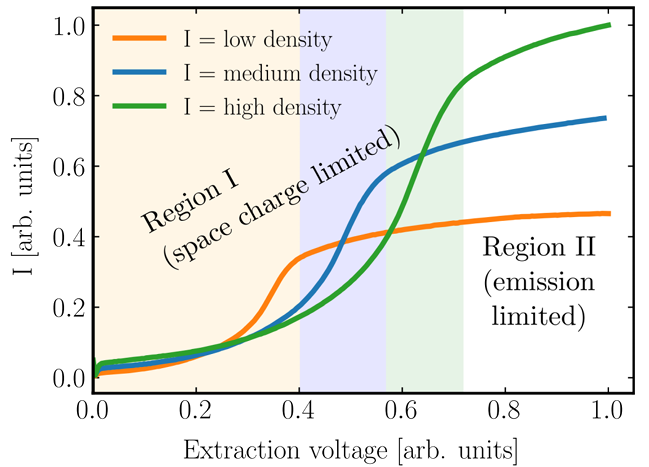 1.0
0.8
0.6
0.4
0.2
0.0
I [arb. units]
I = low density
I = medium density
I = high density
Region I
(space charge limited)
Region II
(emission
limited)
0.0 0.2 0.4 0.6 0.8 1.0
Extraction voltage [arb. units]